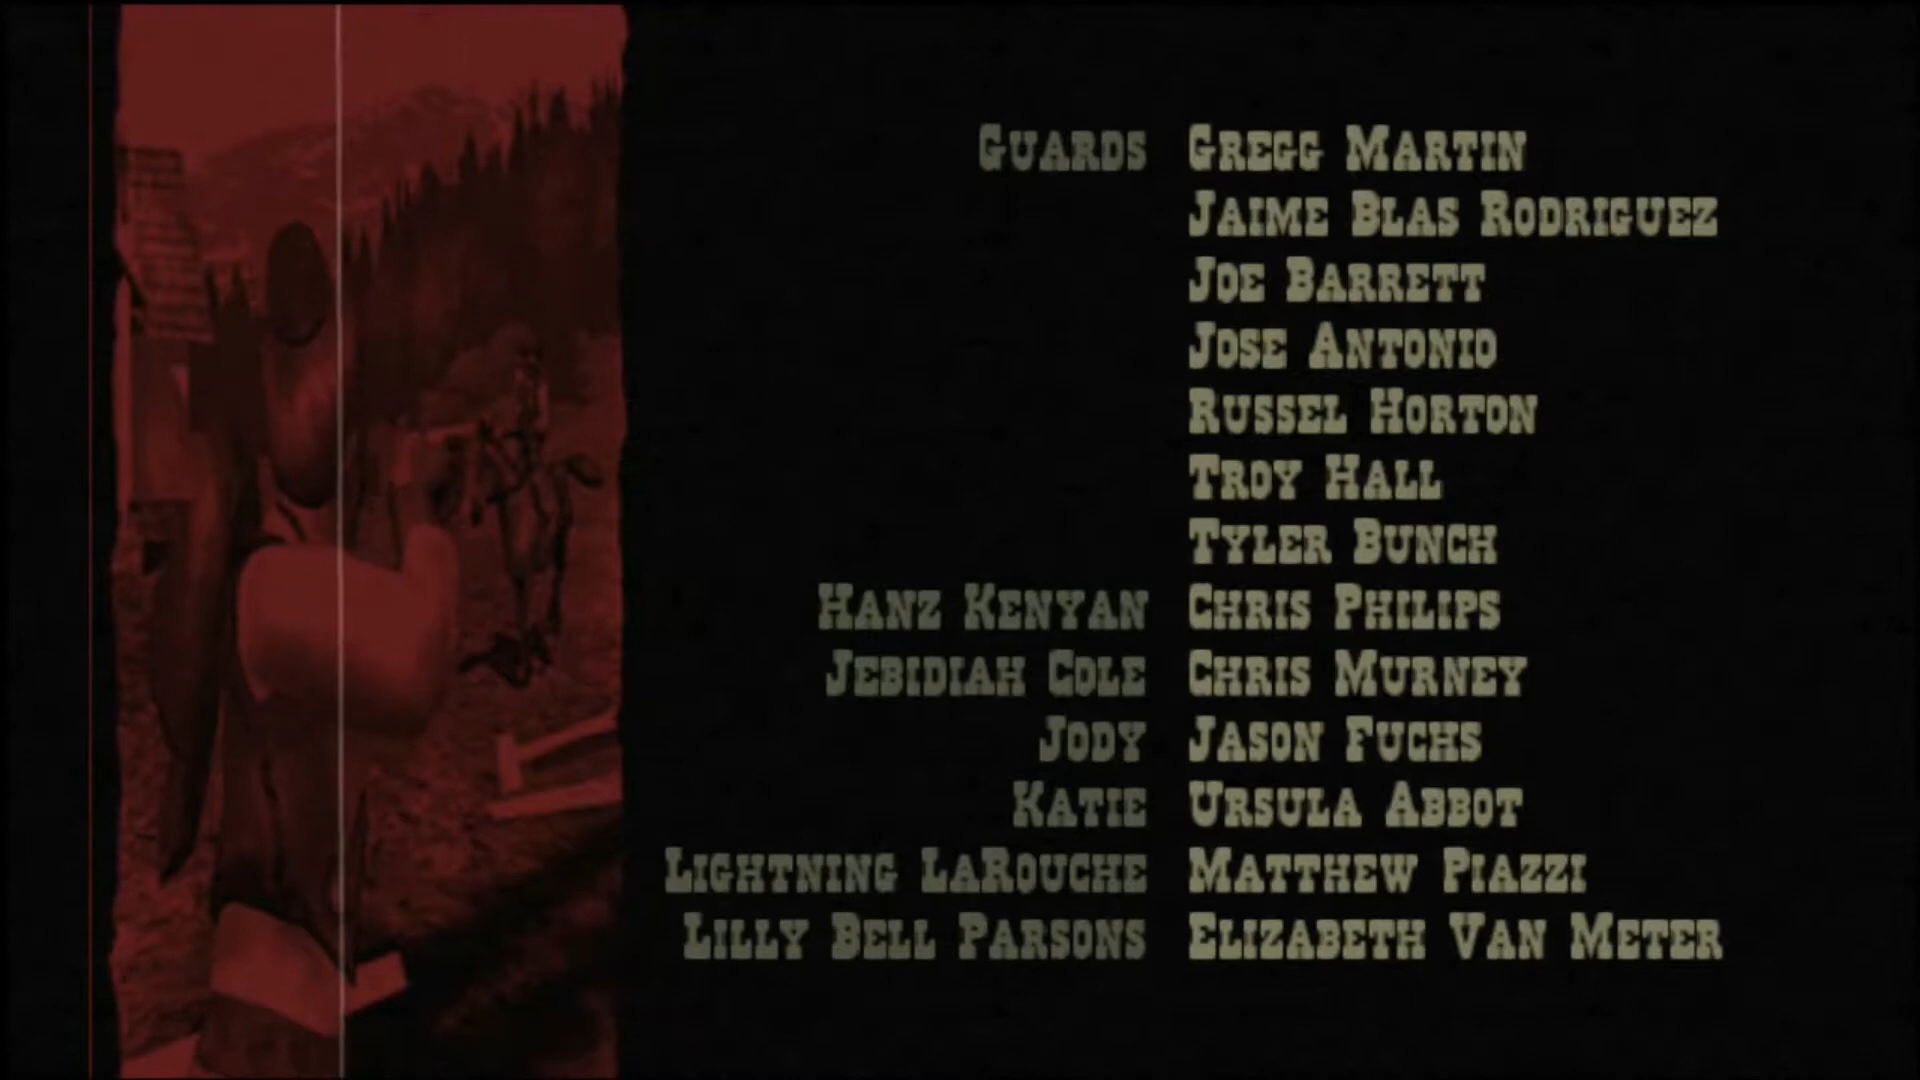 Guards Gregg Martin
Jaime Blas Rodriguez
Joe Barrett
Jose Antonio
Russel Horton
Troy Hall
Tyler Bunch
Hanz Kenyan Chris Philips
Jebidiah Cole Chris Murney
Jody Jason Fuchs
Katie Ursula Abbot
Lightning LaRouche Matthew Piazzi
Lilly Bell Parsons Elizabeth Van Meter